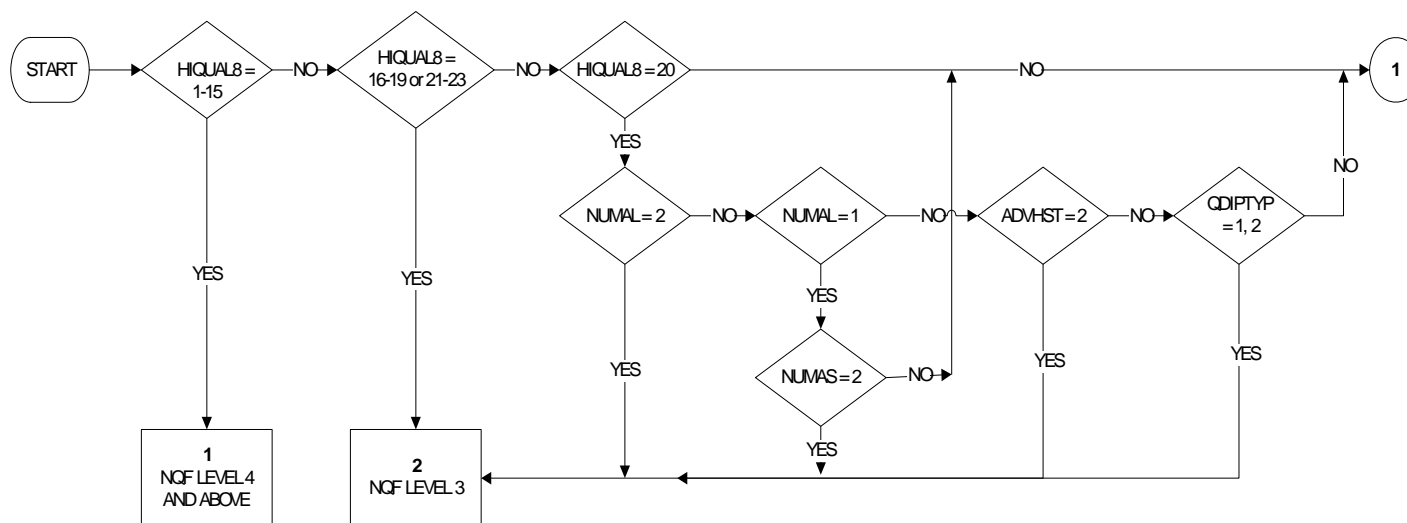 START
HIQUAL8 =
1-15
NO
HIQUAL8 =
16-19 or 21-23
NO
HIQUAL8 = 20
NO
1
YES
NUMAL = 2
NO
NUMAL = 1
NO
ADVHST = 2
NO
QDIPTYP
= 1, 2
NO
YES
YES
YES
YES
NUMAS = 2
NO
YES
YES
YES
1
NQF LEVEL 4
AND ABOVE
2
NQF LEVEL 3